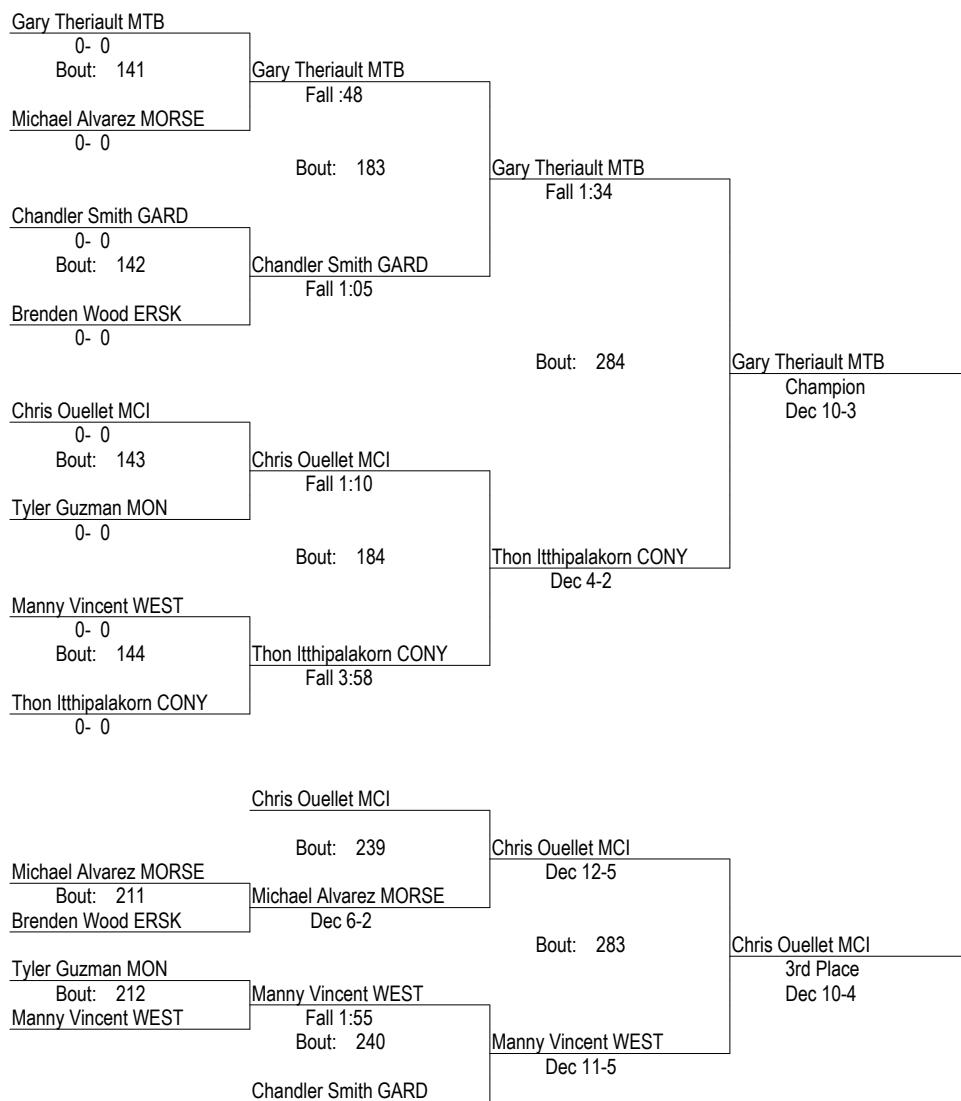 Gary Theriault MTB
0- 0
Bout: 141
Gary Theriault MTB
Fall :48
Michael Alvarez MORSE
0- 0
Bout: 183
Gary Theriault MTB
Fall 1:34
Chandler Smith GARD
0- 0
Bout: 142
Chandler Smith GARD
Fall 1:05
Brenden Wood ERSK
0- 0
Bout: 284
Gary Theriault MTB
Champion
Dec 10-3
Chris Ouellet MCI
0- 0
Bout: 143
Chris Ouellet MCI
Fall 1:10
Tyler Guzman MON
0- 0
Bout: 184
Thon Itthipalakorn CONY
Dec 4-2
Manny Vincent WEST
0- 0
Bout: 144
Thon Itthipalakorn CONY
Fall 3:58
Thon Itthipalakorn CONY
0- 0
Chris Ouellet MCI
Bout: 239
Chris Ouellet MCI
Dec 12-5
Michael Alvarez MORSE
Bout: 211
Michael Alvarez MORSE
Dec 6-2
Brenden Wood ERSK
Bout: 283
Chris Ouellet MCI
3rd Place
Dec 10-4
Tyler Guzman MON
Bout: 212
Manny Vincent WEST
Fall 1:55
Manny Vincent WEST
Bout: 240
Manny Vincent WEST
Dec 11-5
Chandler Smith GARD